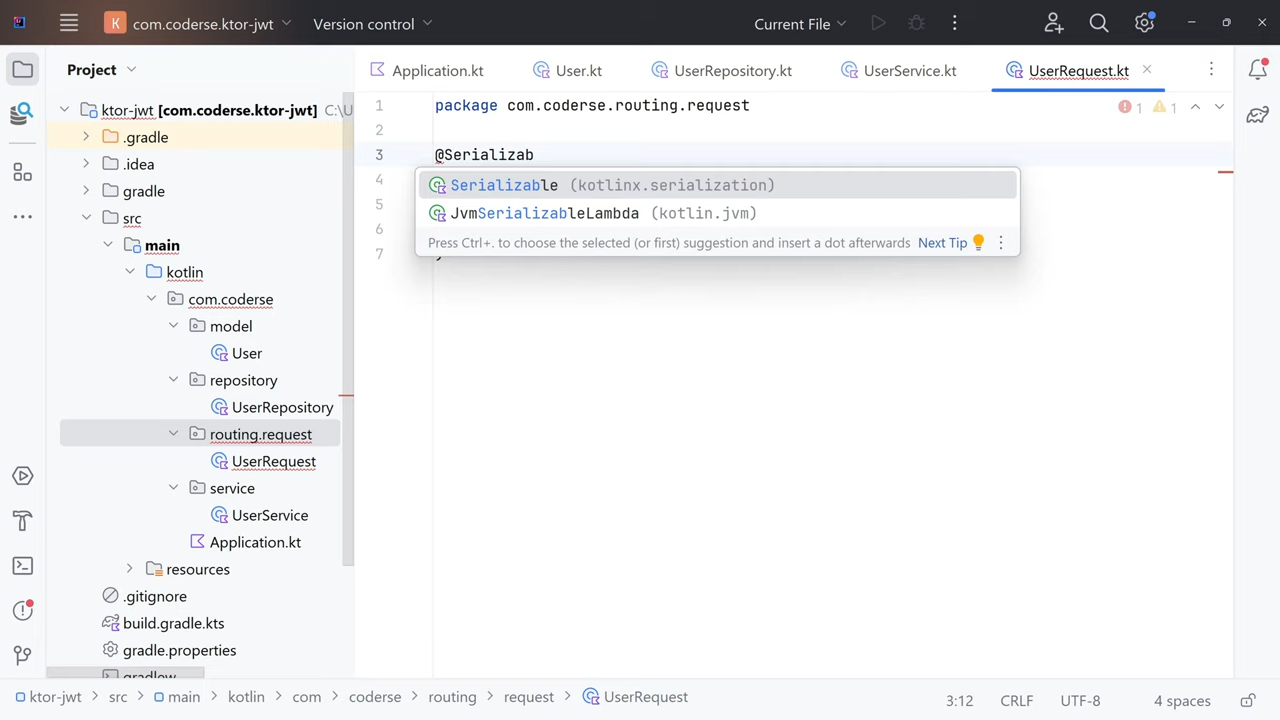 K com.coderse.ktor-jwt Version control Current File
Project
Application.kt User.kt UserRepository.kt UserService.kt UserRequest.kt
ktor-jwt [com.coderse.ktor-jwt] C:\U
.gradle
.idea
gradle
src
main
kotlin
com.coderse
model
User
repository
UserRepository
routing.request
UserRequest
service
UserService
Application.kt
resources
.gitignore
build.gradle.kts
gradle.properties
gradlew
1 package com.coderse.routing.request 1 1
2
3 @Serializab
4
5
6
7 }
Serializable (kotlinx.serialization)
JvmSerializableLambda (kotlin.jvm)
Press Ctrl+. to choose the selected (or first) suggestion and insert a dot afterwards Next Tip
ktor-jwt > src > main > kotlin > com > coderse > routing > request > UserRequest 3:12 CRLF UTF-8 4 spaces